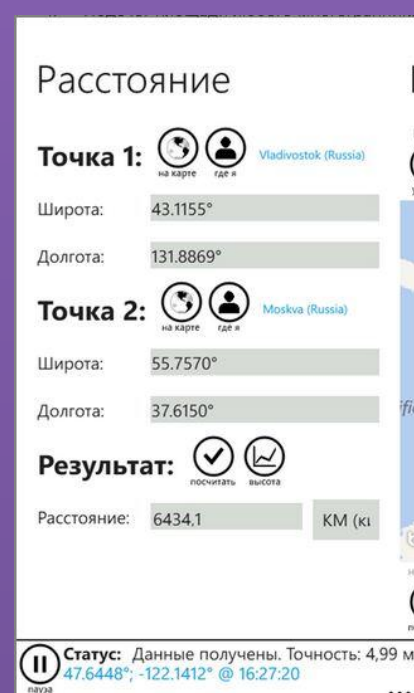 Расстояние
Точка 1:
на карте где я
Vladivostok (Russia)
Широта: 43.1155°
Долгота: 131.8869°
Точка 2:
на карте где я
Moskva (Russia)
Широта: 55.7570°
Долгота: 37.6150°
Результат:
посчитать высота
Расстояние: 6434,1 КМ (ки
Статус: Данные получены. Точность: 4,99 м
47.6448°; -122.1412° @ 16:27:20
пауза